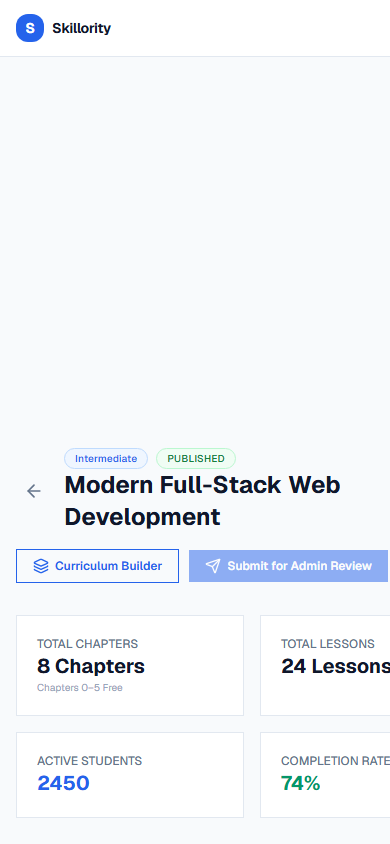 S Skillority
Intermediate PUBLISHED
Modern Full-Stack Web
Development
Curriculum Builder Submit for Admin Review
TOTAL CHAPTERS TOTAL LESSONS
8 Chapters 24 Lessons
Chapters 0–5 Free
ACTIVE STUDENTS COMPLETION RATE
2450 74%